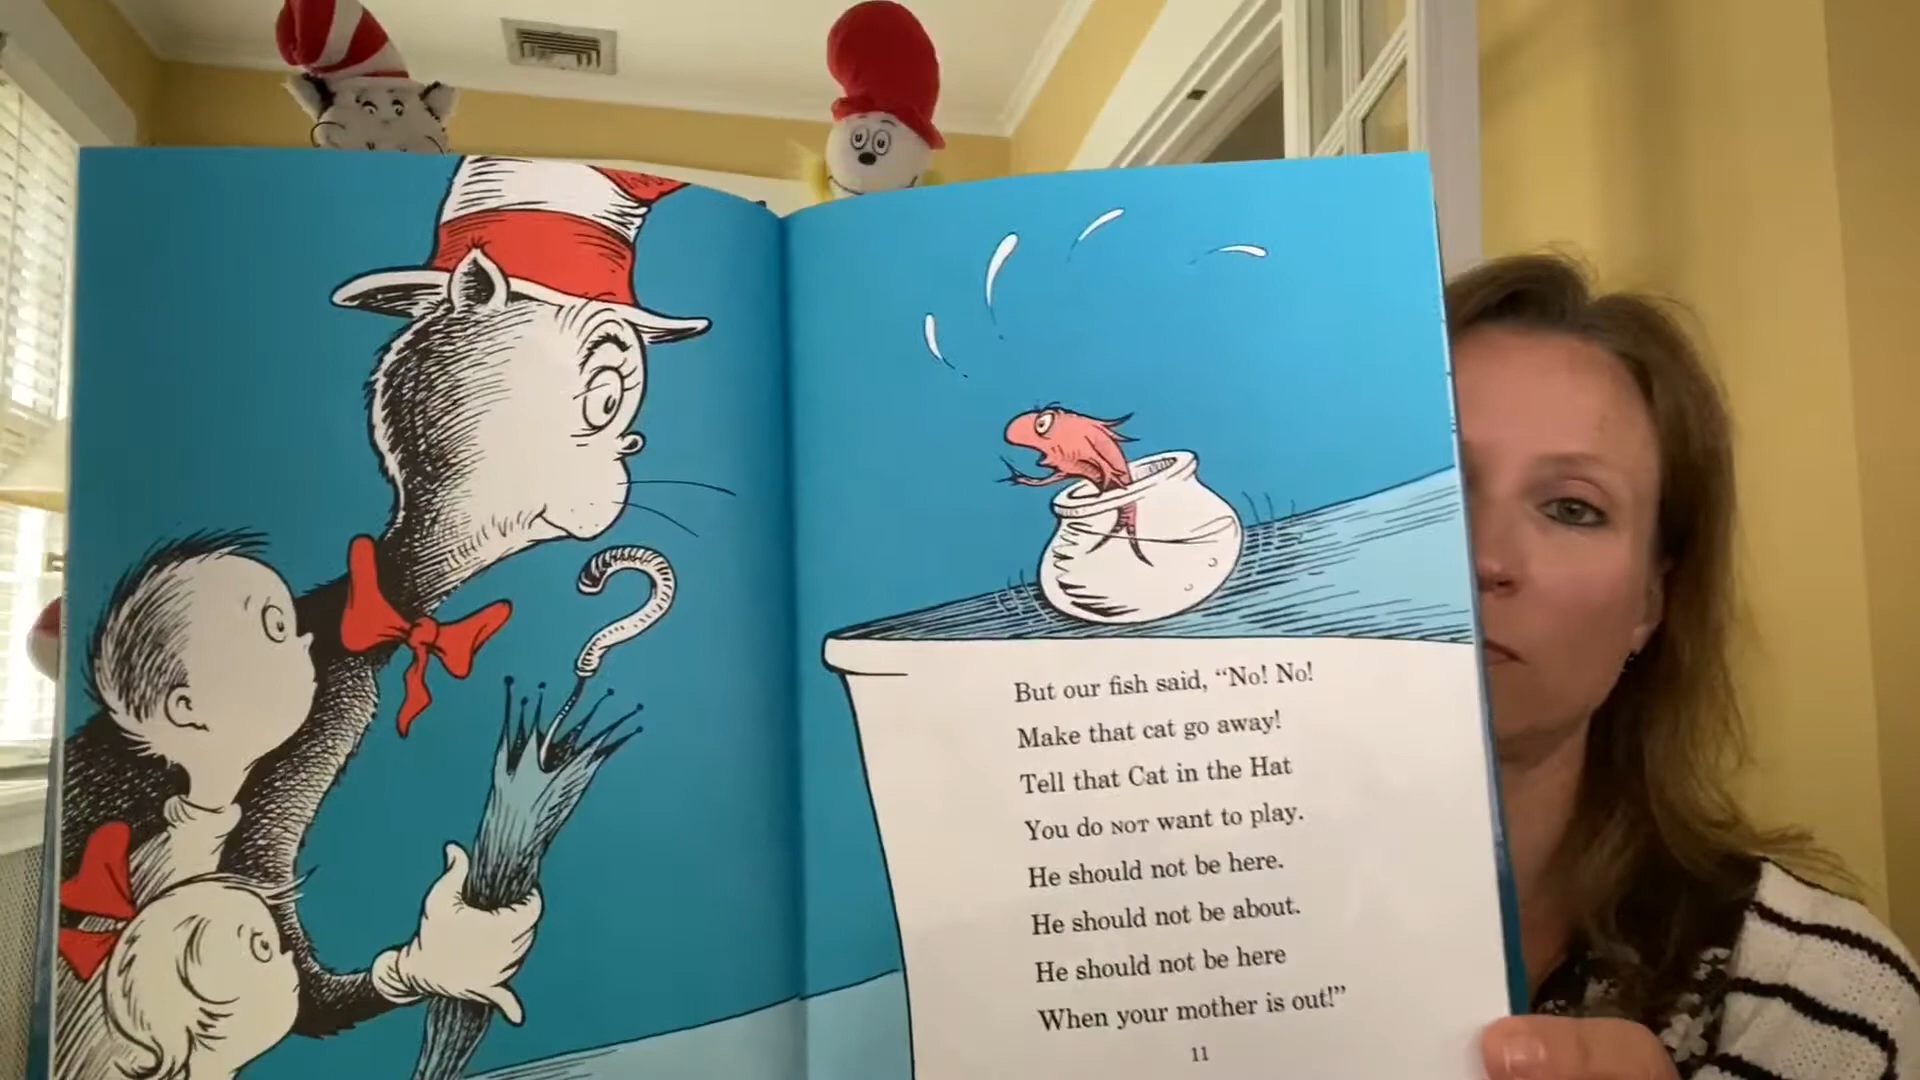 But our fish said, “No! No!
Make that cat go away!
Tell that Cat in the Hat
You do NOT want to play.
He should not be here.
He should not be about.
He should not be here
When your mother is out!”
11